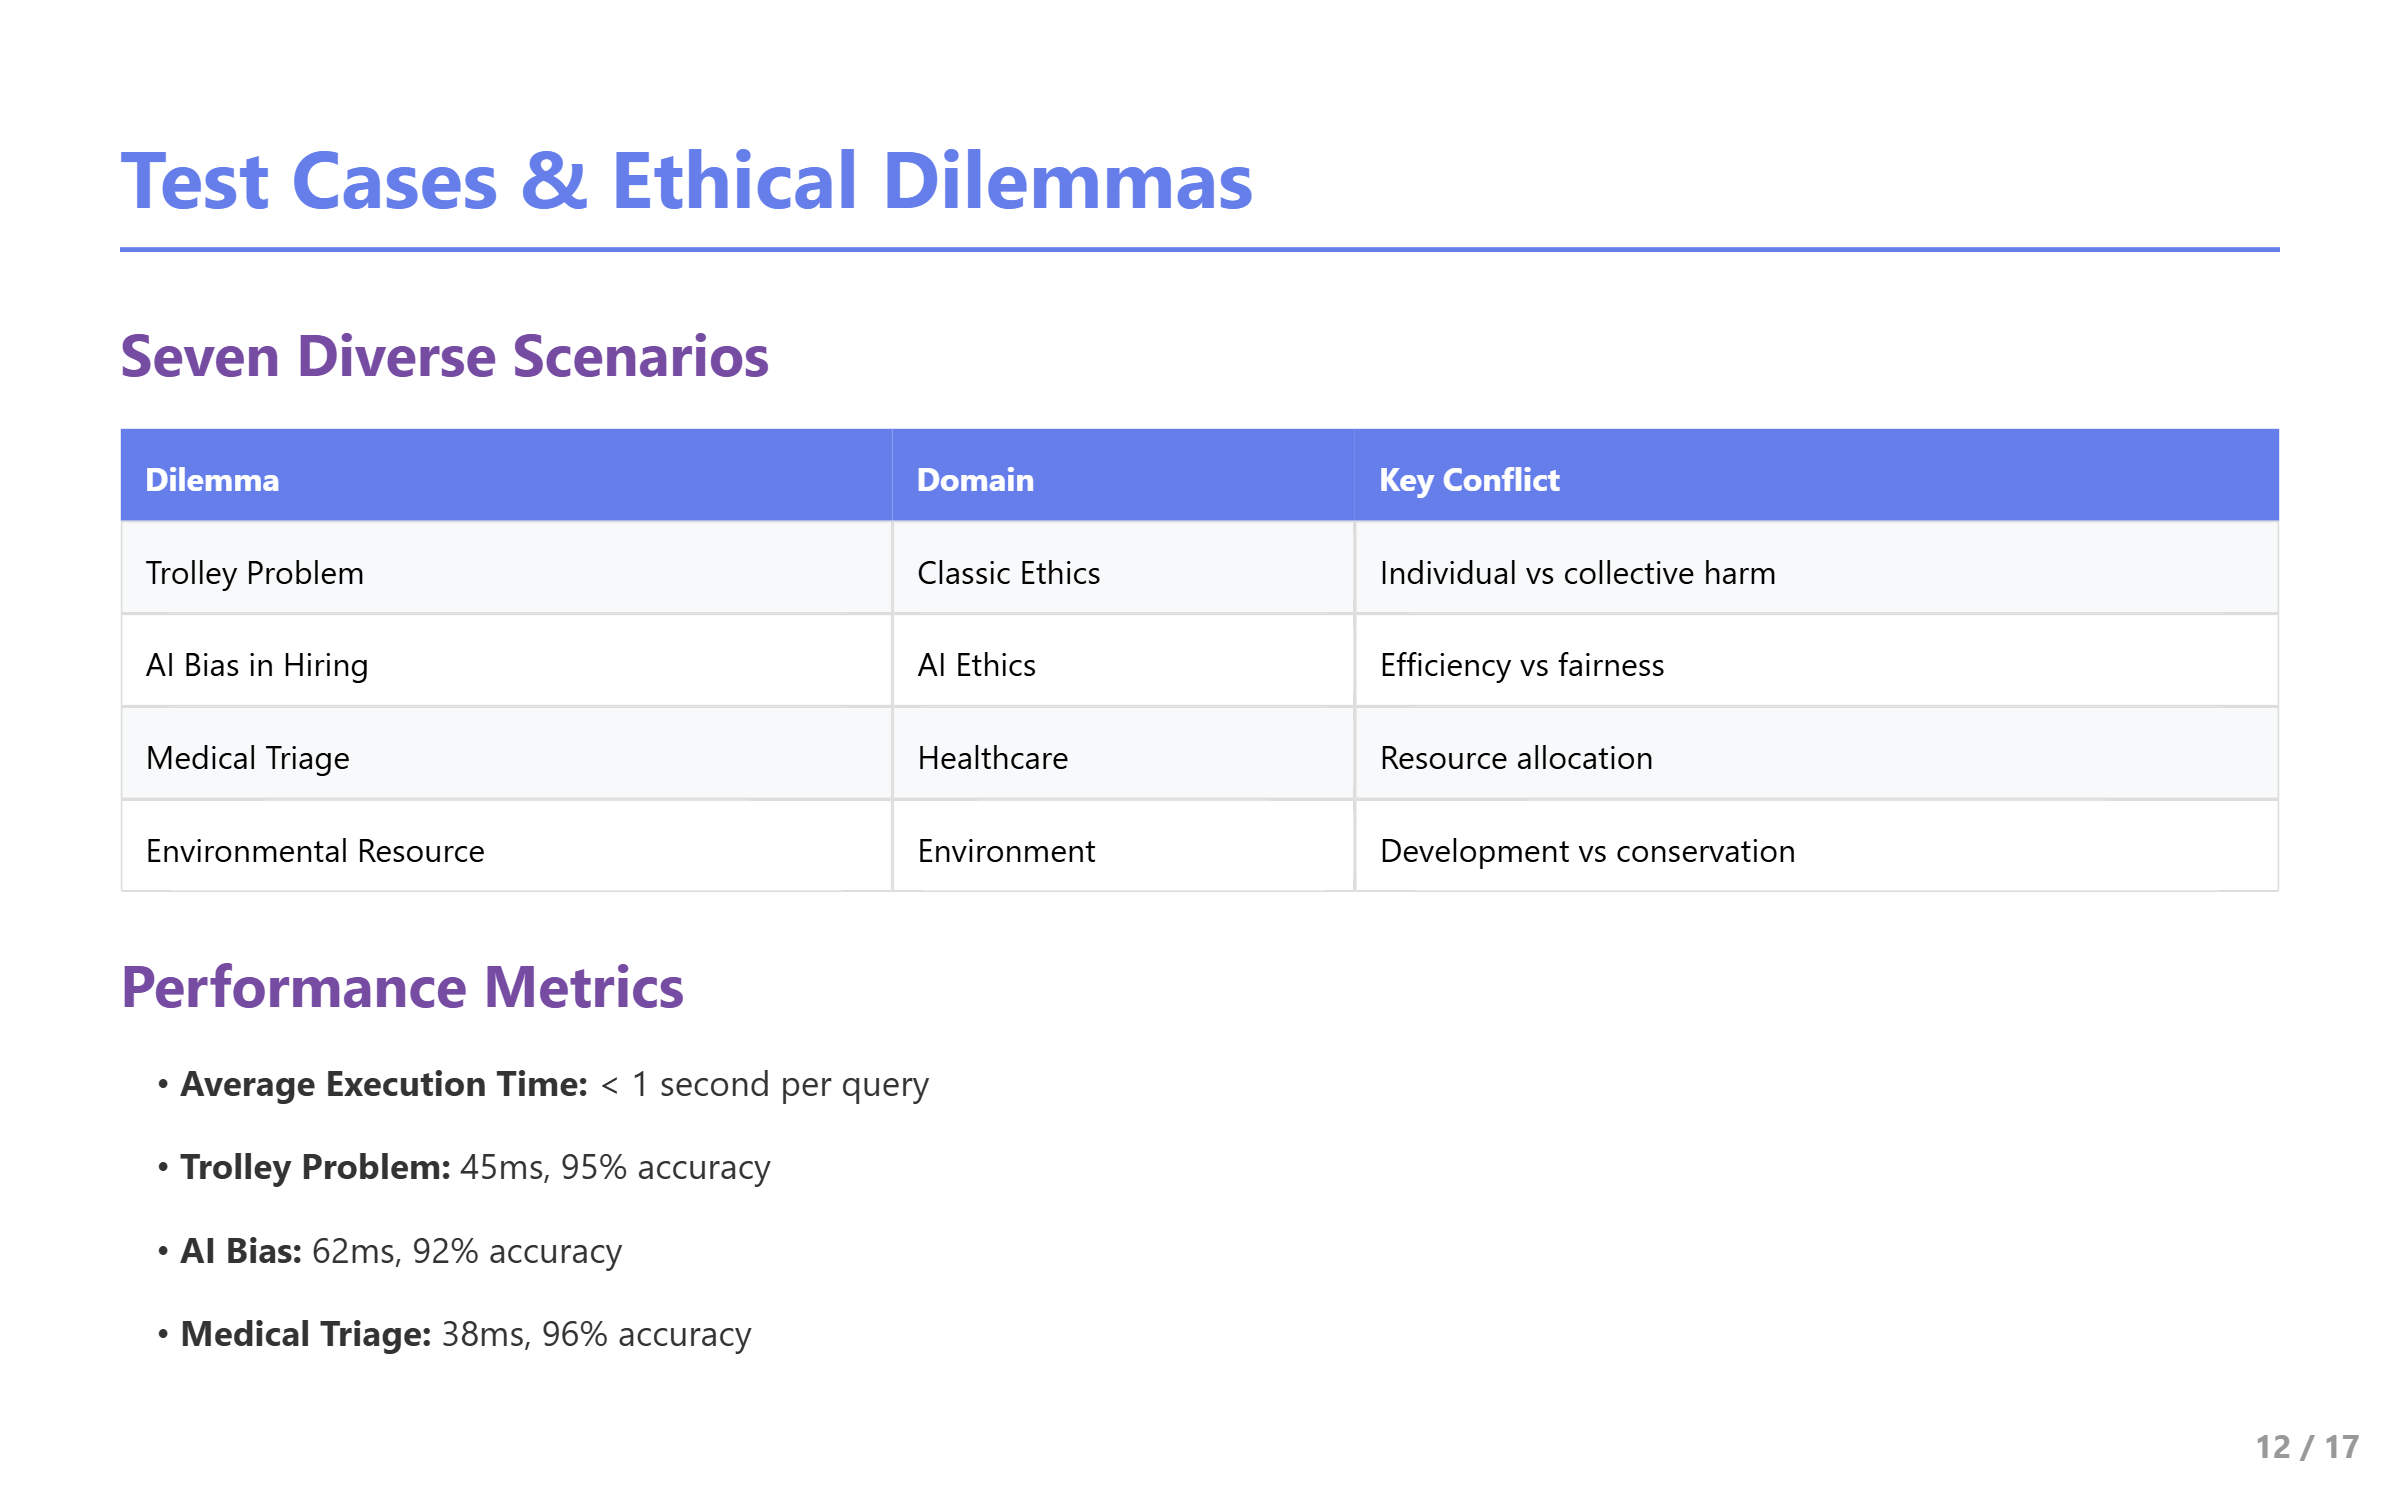 Test Cases & Ethical Dilemmas
Seven Diverse Scenarios
Dilemma Domain Key Conflict
Trolley Problem Classic Ethics Individual vs collective harm
AI Bias in Hiring AI Ethics Efficiency vs fairness
Medical Triage Healthcare Resource allocation
Environmental Resource Environment Development vs conservation
Performance Metrics
• Average Execution Time: < 1 second per query
• Trolley Problem: 45ms, 95% accuracy
• AI Bias: 62ms, 92% accuracy
• Medical Triage: 38ms, 96% accuracy
12 / 17